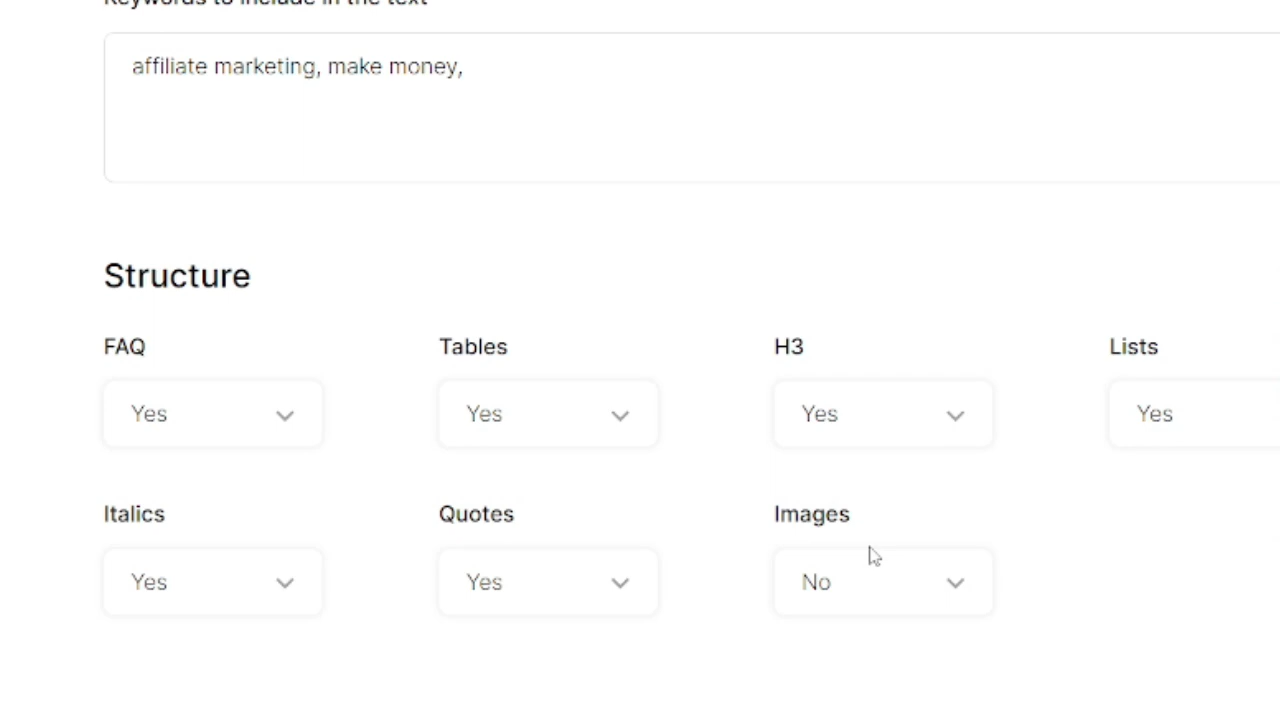 Keywords to include in the text
affiliate marketing, make money,
Structure
FAQ Tables H3 Lists
Yes Yes Yes Yes
Italics Quotes Images
Yes Yes No